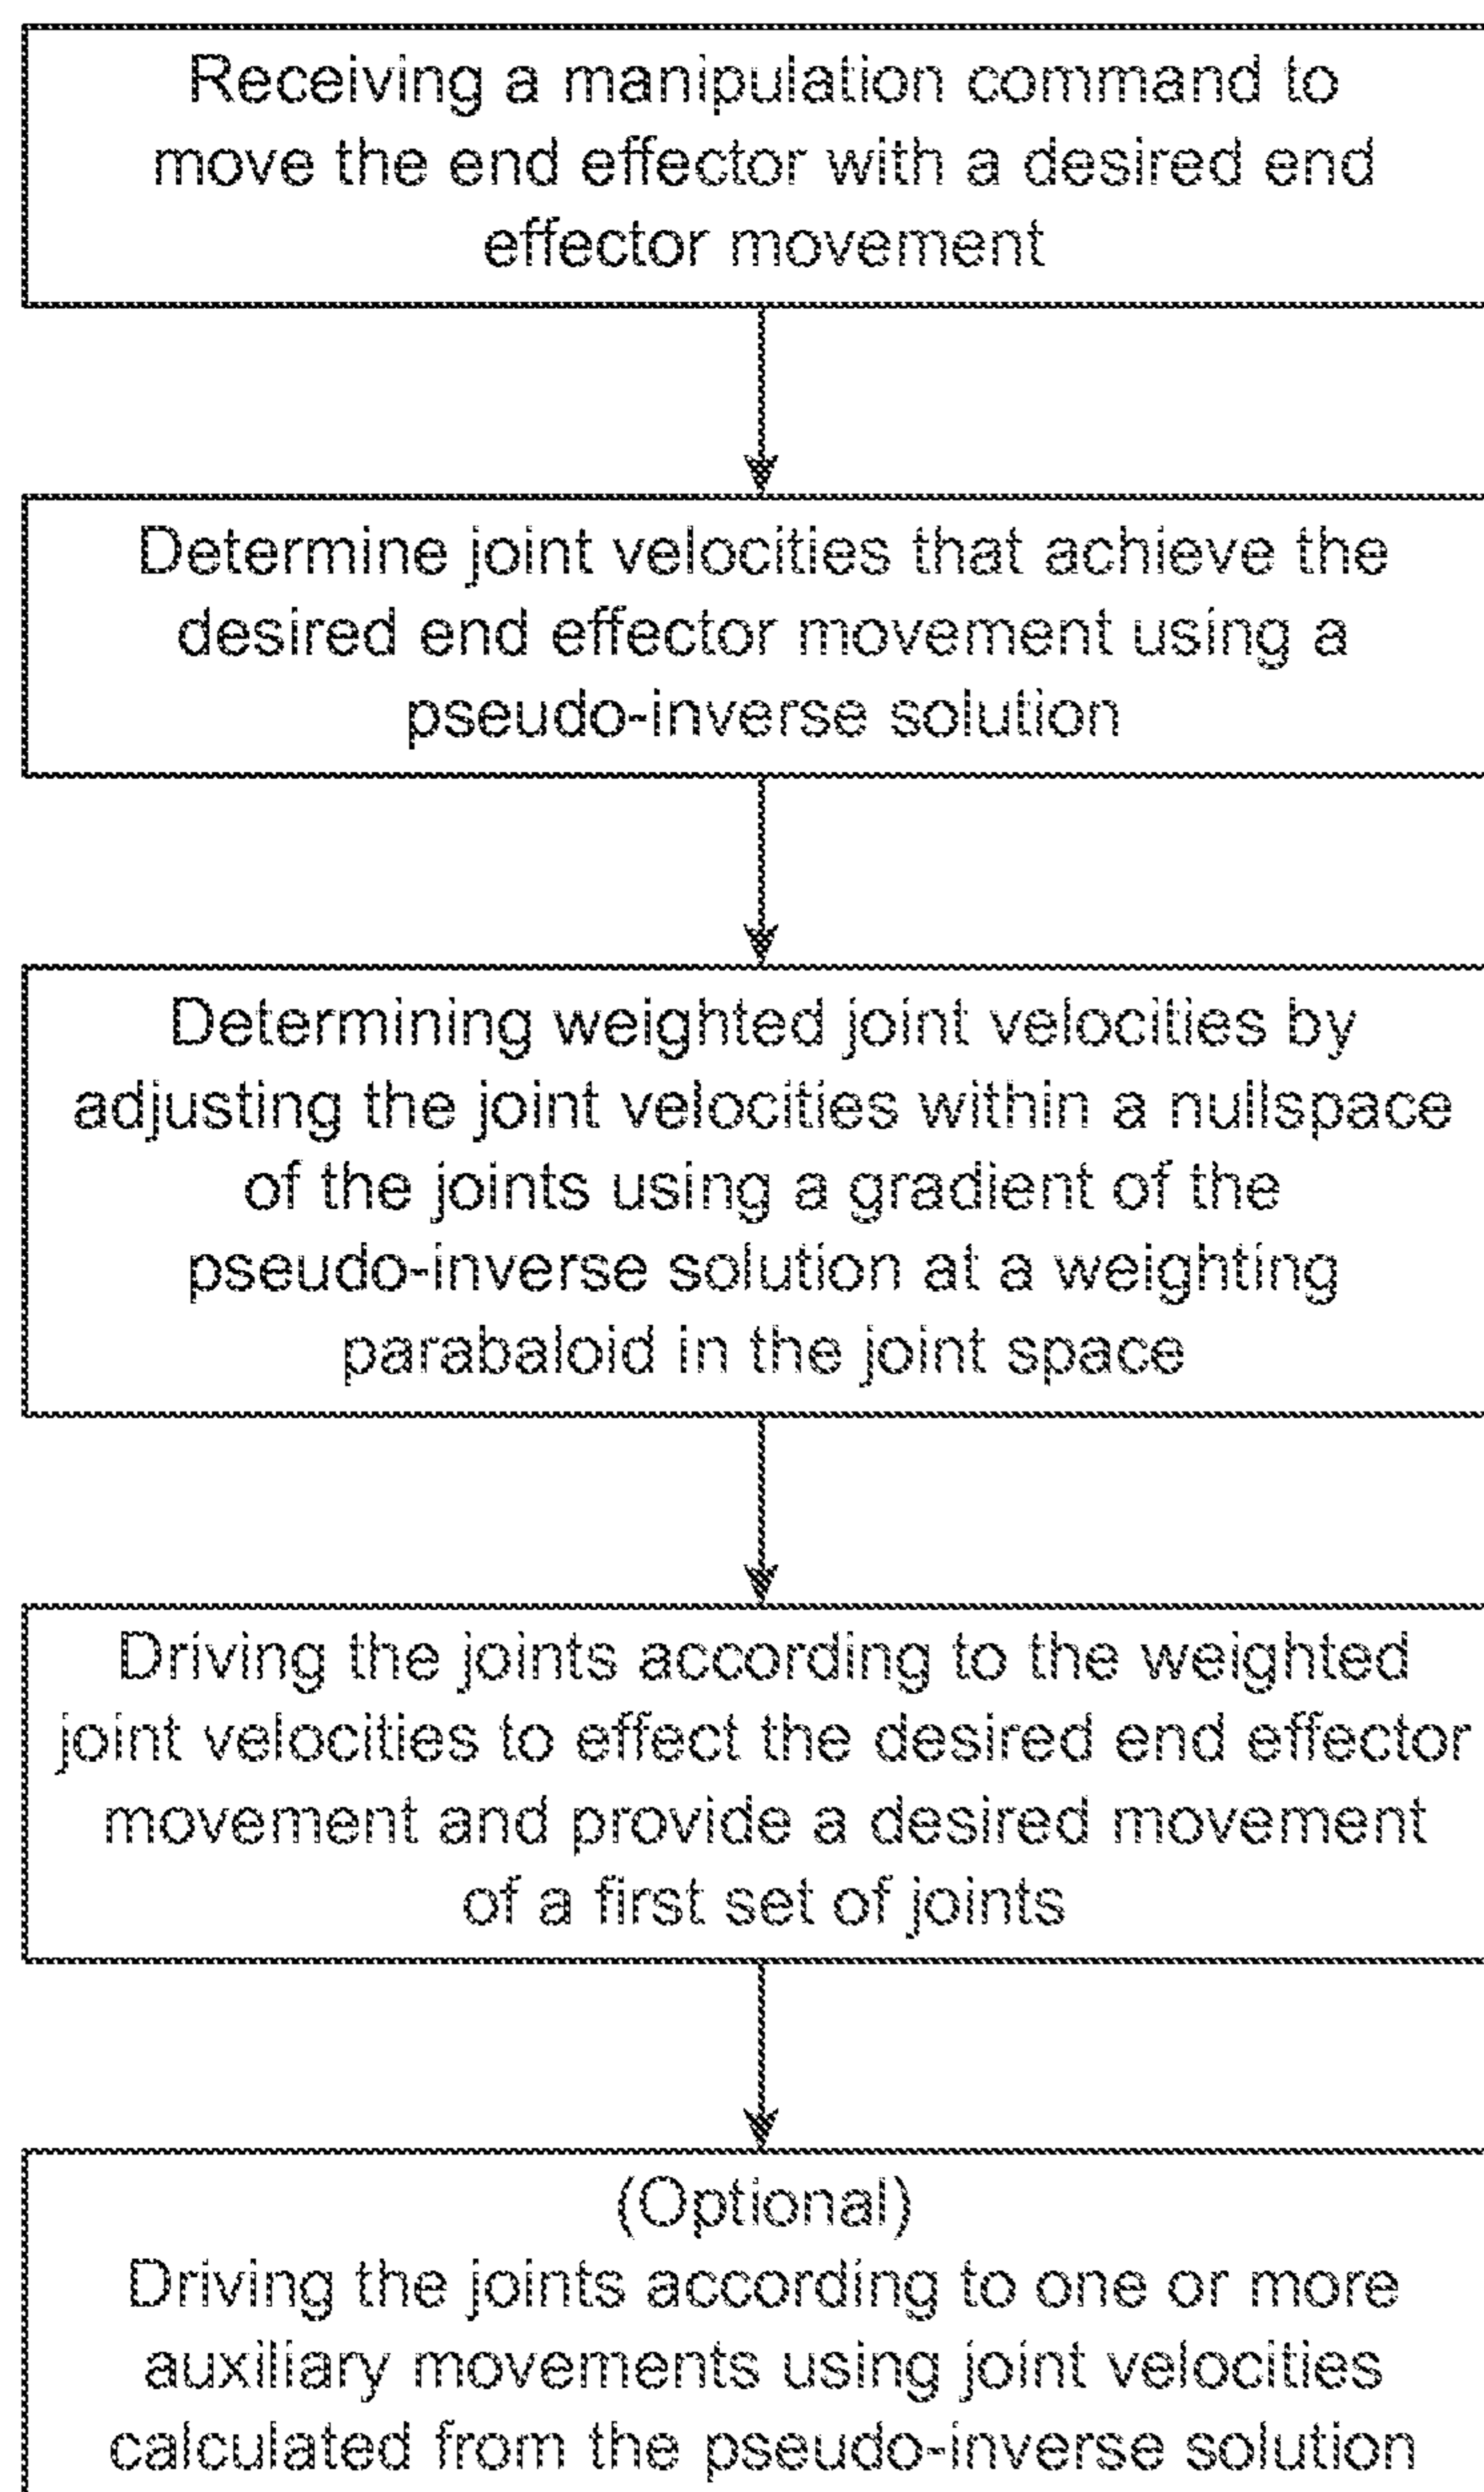 Receiving a manipulation command to
move the end effector with a desired end
effector movement
Determine joint velocities that achieve the
desired end effector movement using a
pseudo-inverse solution
Determining weighted joint velocities by
adjusting the joint velocities within a nullspace
of the joints using a gradient of the
pseudo-inverse solution at a weighting
parabaloid in the joint space
Driving the joints according to the weighted
joint velocities to effect the desired end effector
movement and provide a desired movement
of a first set of joints
(Optional)
Driving the joints according to one or more
auxiliary movements using joint velocities
calculated from the pseudo-inverse solution